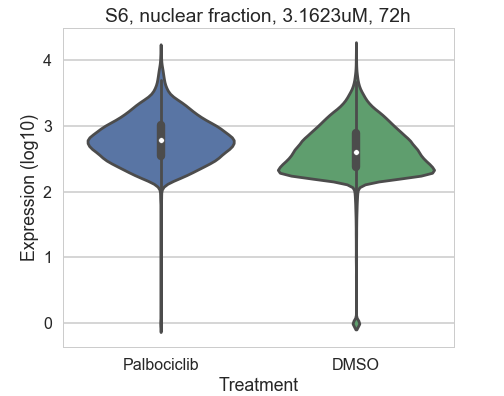 S6, nuclear fraction, 3.1623uM, 72h
Expression (log10)
4
3
2
1
0
Palbociclib
DMSO
Treatment